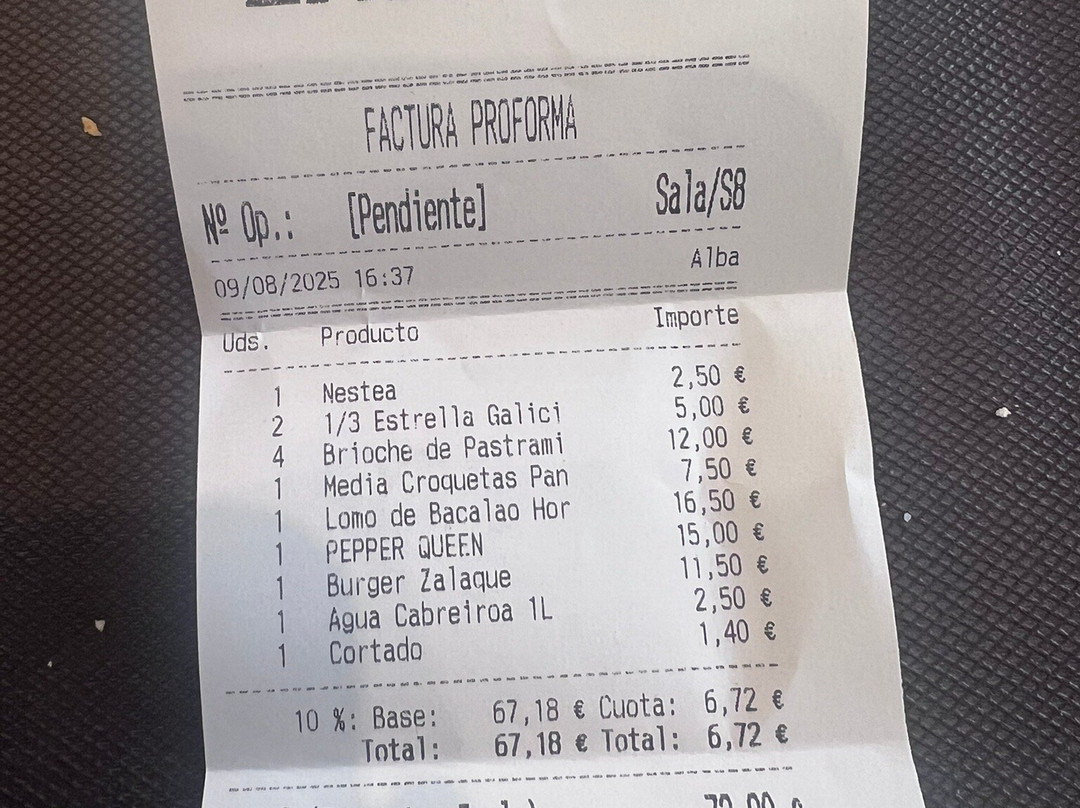 FACTURA PROFORMA
Nº Op.: [Pendiente] Sala/S8
09/08/2025 16:37 Alba
Uds. Producto Importe
1 Nestea 2,50 €
2 1/3 Estrella Galici 5,00 €
4 Brioche de Pastrami 12,00 €
1 Media Croquetas Pan 7,50 €
1 Lomo de Bacalao Hor 16,50 €
1 PEPPER QUEEN 15,00 €
1 Burger Zalaque 11,50 €
1 Agua Cabreiroa 1L 2,50 €
1 Cortado 1,40 €
10 %: Base: 67,18 € Cuota: 6,72 €
Total: 67,18 € Total: 6,72 €